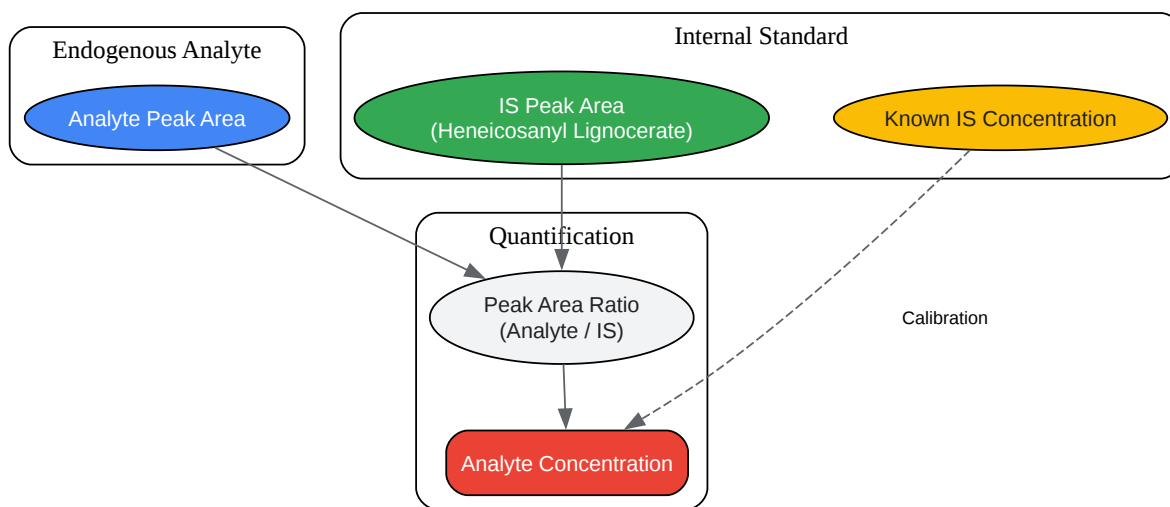 Endogenous Analyte
Analyte Peak Area
Internal Standard
IS Peak Area
(Heneicosanyl Lignocerate)
Known IS Concentration
Quantification
Peak Area Ratio
(Analyte / IS)
Calibration
Analyte Concentration